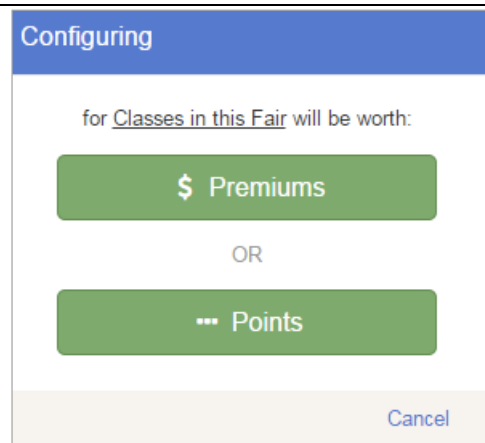 Configuring
for Classes in this Fair will be worth:
$ Premiums
OR
Points
Cancel